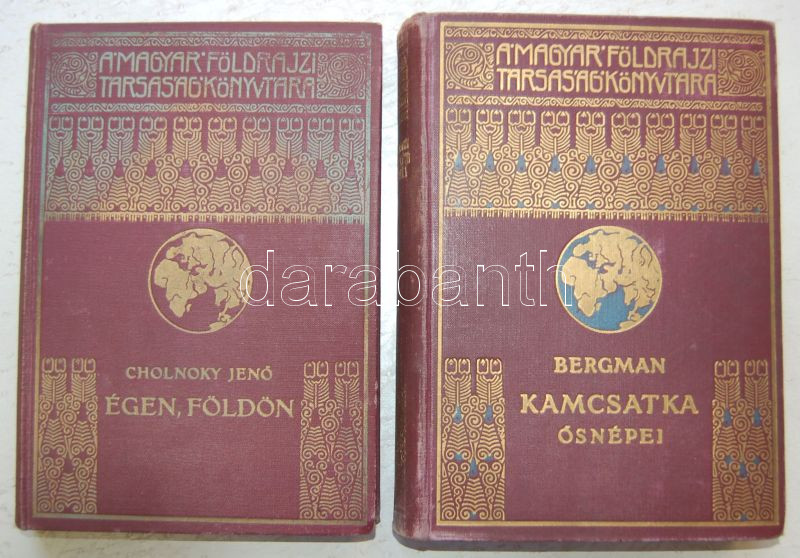 A MAGYAR FÖLDRAJZI
TÁRSASÁG KÖNYVTÁRA
CHOLNOKY JENŐ
ÉGEN, FÖLDÖN
A MAGYAR FÖLDRAJZI
TÁRSASÁG KÖNYVTÁRA
BERGMAN
KAMCSATKA
ŐSNÉPEI
darabanth